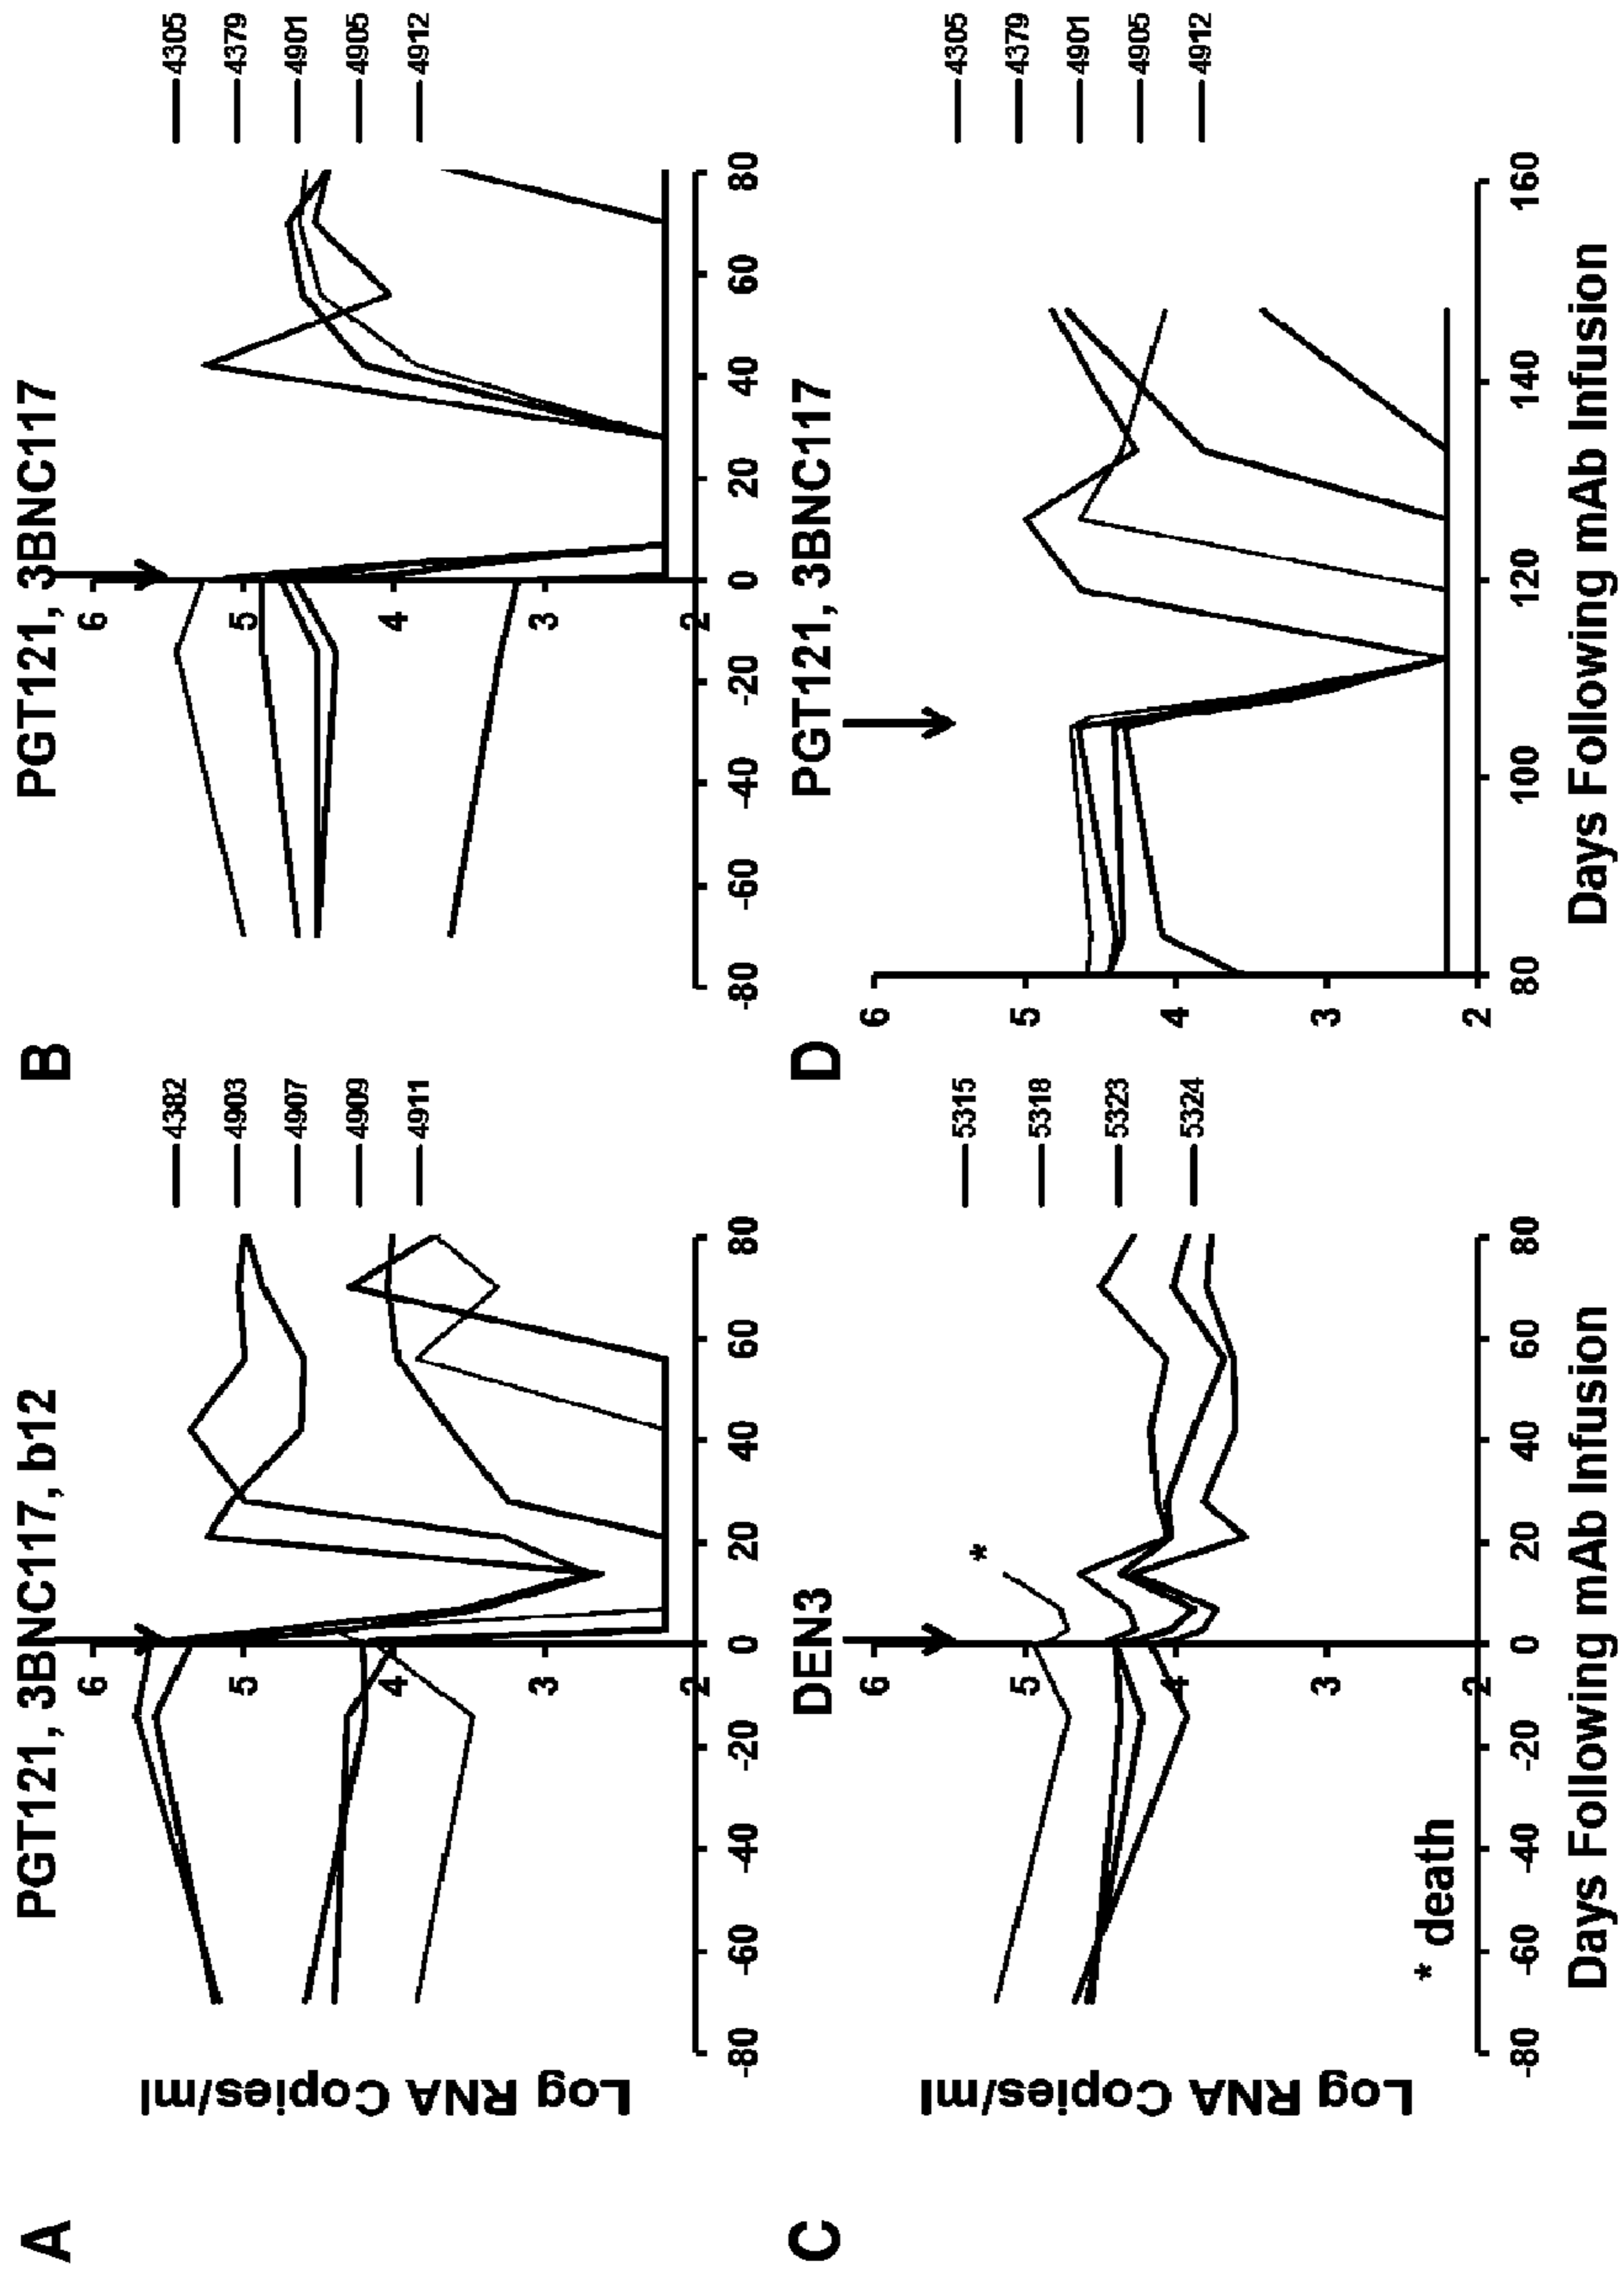 A
PGT121, 3BNC117, b12
Log RNA Copies/ml
6
5
4
3
2
-80 -60 -40 -20 0 20 40 60 80
4382
4903
4907
4909
4911
B
PGT121, 3BNC117
6
5
4
3
2
-80 -60 -40 -20 0 20 40 60 80
4305
4379
4901
4905
4912
C
DEN3
Log RNA Copies/ml
6
5
4
3
2
*
* death
-80 -60 -40 -20 0 20 40 60 80
Days Following mAb Infusion
5315
5318
5323
5324
D
PGT121, 3BNC117
6
5
4
3
2
80 100 120 140 160
Days Following mAb Infusion
4305
4379
4901
4905
4912